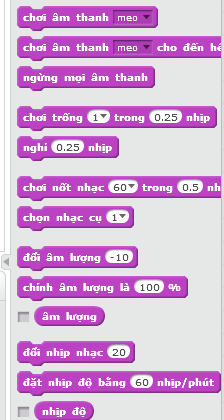 chơi âm thanh meo
chơi âm thanh meo cho đến
ngừng mọi âm thanh
chơi trống 1 trong 0.25 nhịp
nghỉ 0.25 nhịp
chơi nốt nhạc 60 trong 0.5
chọn nhạc cụ 1
đổi âm lượng -10
chỉnh âm lượng là 100 %
âm lượng
đổi nhịp nhạc 20
đặt nhịp độ bằng 60 nhịp/phút
nhịp độ